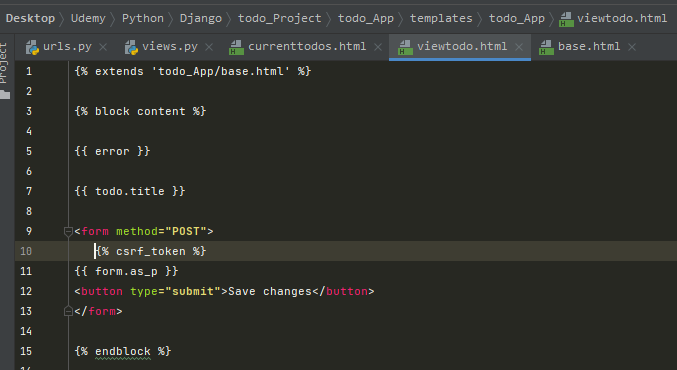 Desktop > Udemy > Python > Django > todo_Project > todo_App > templates > todo_App > viewtodo.html
urls.py × views.py × currenttodos.html × viewtodo.html × base.html ×
Project
1 {% extends 'todo_App/base.html' %}
2
3 {% block content %}
4
5 {{ error }}
6
7 {{ todo.title }}
8
9 <form method="POST">
10 {% csrf_token %}
11 {{ form.as_p }}
12 <button type="submit">Save changes</button>
13 </form>
14
15 {% endblock %}